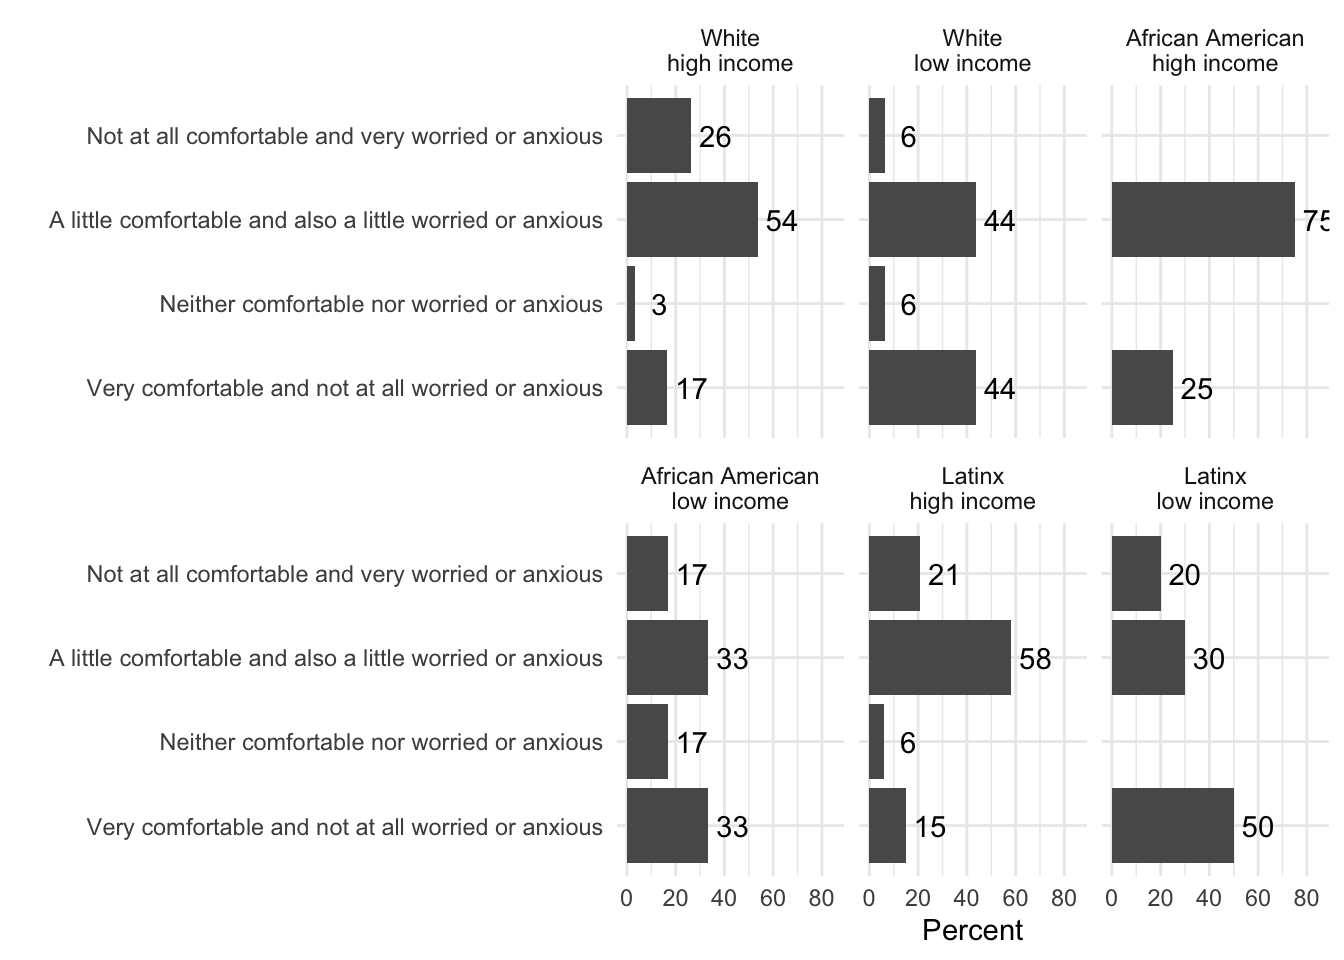 White
high income
White
low income
African American
high income
Not at all comfortable and very worried or anxious
26
6
A little comfortable and also a little worried or anxious
54
44
75
Neither comfortable nor worried or anxious
3
6
Very comfortable and not at all worried or anxious
17
44
25
African American
low income
Latinx
high income
Latinx
low income
Not at all comfortable and very worried or anxious
17
21
20
A little comfortable and also a little worried or anxious
33
58
30
Neither comfortable nor worried or anxious
17
6
Very comfortable and not at all worried or anxious
33
15
50
0 20 40 60 80
0 20 40 60 80
0 20 40 60 80
Percent